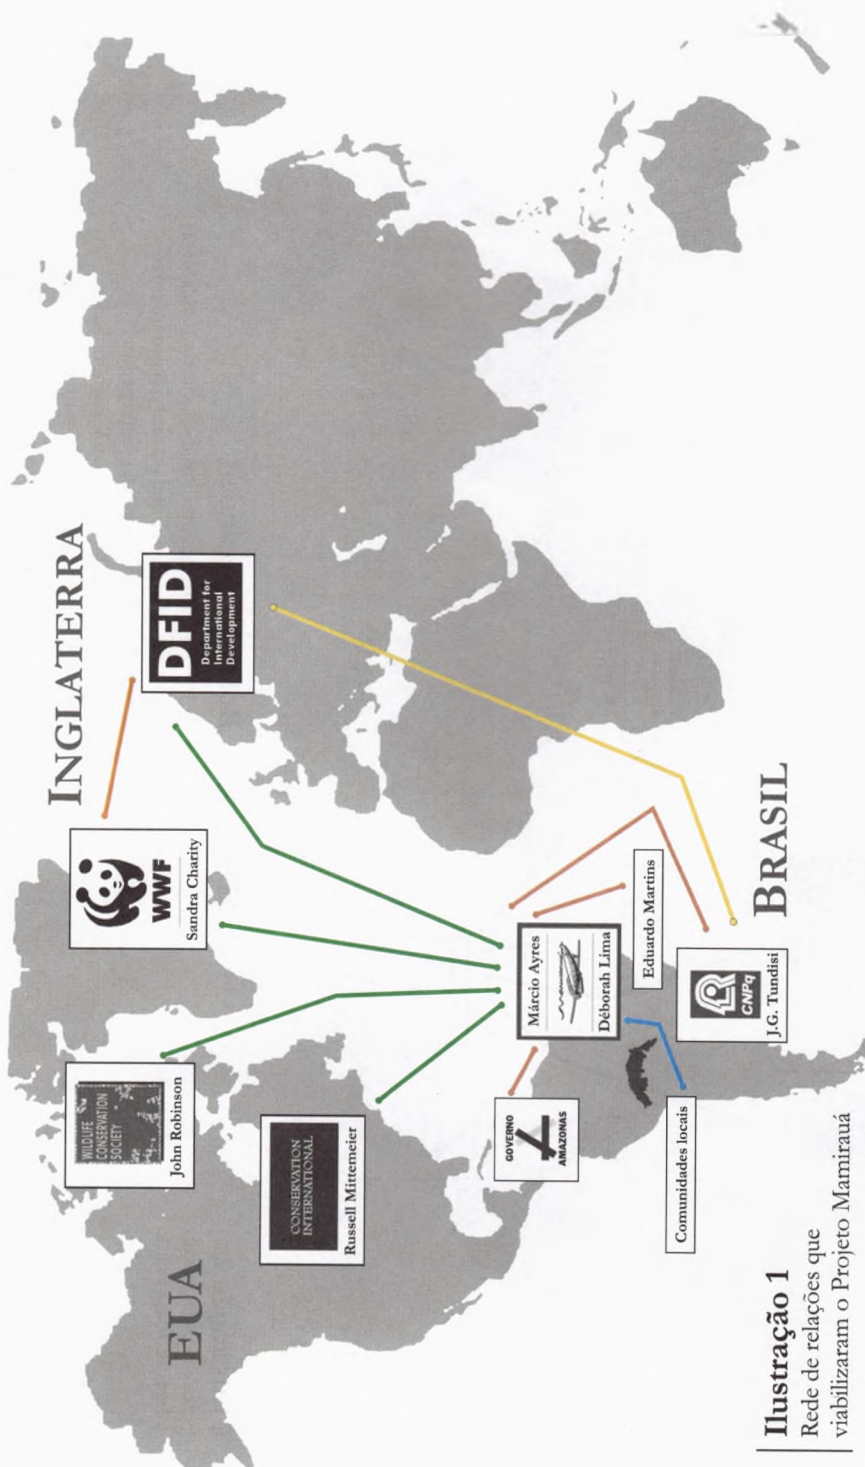 INGLATERRA
EUA
BRASIL
WILDLIFE
CONSERVATION
SOCIETY
John Robinson
WWF
Sandra Charity
DFID
Department for
International
Development
CONSERVATION
INTERNATIONAL
Russell Mittemeier
GOVERNO
AMAZONAS
Márcio Ayres
Déborah Lima
Eduardo Martins
Comunidades locais
CNPq
J.G. Tundisi
Ilustração 1
Rede de relações que
viabilizaram o Projeto Mamirauá